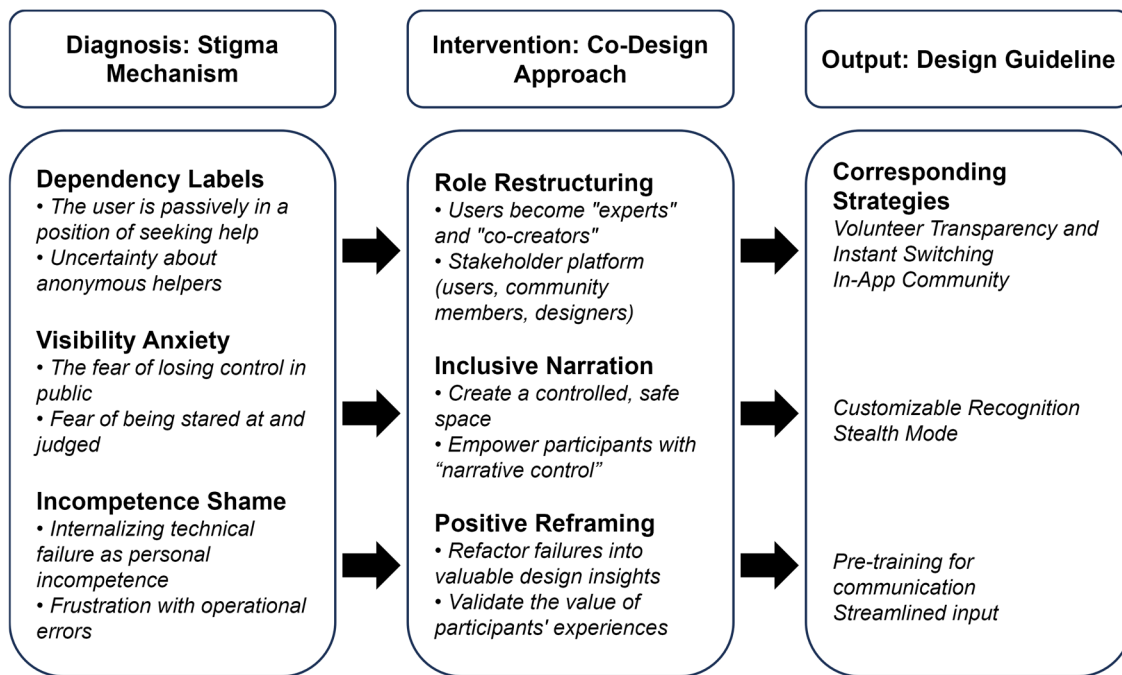 Diagnosis: Stigma
Mechanism
Intervention: Co-Design
Approach
Output: Design Guideline
Dependency Labels
• The user is passively in a
position of seeking help
• Uncertainty about
anonymous helpers
Visibility Anxiety
• The fear of losing control in
public
• Fear of being stared at and
judged
Incompetence Shame
• Internalizing technical
failure as personal
incompetence
• Frustration with operational
errors
Role Restructuring
• Users become "experts"
and "co-creators"
• Stakeholder platform
(users, community
members, designers)
Inclusive Narration
• Create a controlled, safe
space
• Empower participants with
“narrative control”
Positive Reframing
• Refactor failures into
valuable design insights
• Validate the value of
participants' experiences
Corresponding
Strategies
Volunteer Transparency and
Instant Switching
In-App Community
Customizable Recognition
Stealth Mode
Pre-training for
communication
Streamlined input